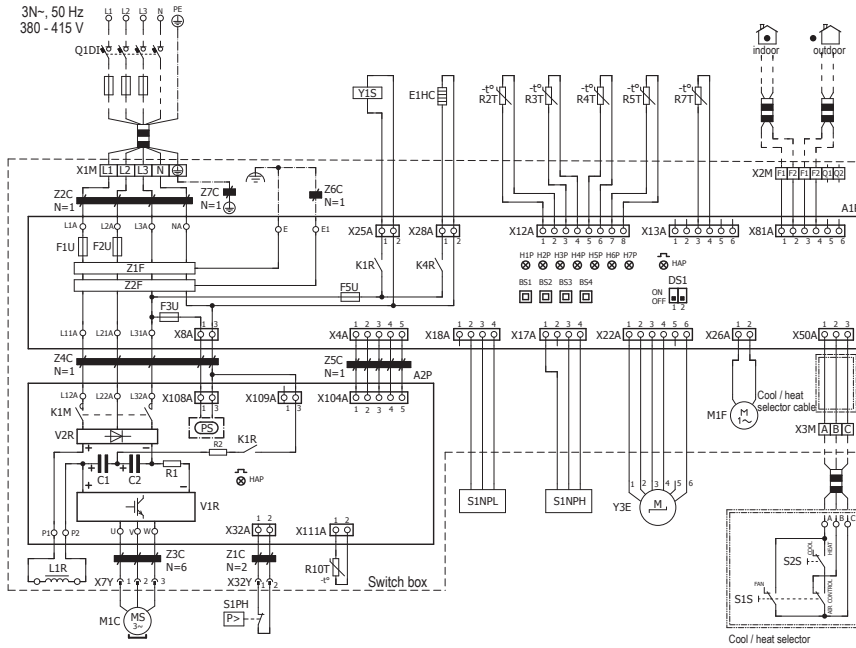 3N~, 50 Hz
380 - 415 V
L1 L2 L3 N PE
Q1DI
indoor outdoor
Y1S E1HC -t° R2T -t° R3T -t° R4T -t° R5T -t° R7T
X1M L1 L2 L3 N
X2M F1 F2 F1 F2 Q1 Q2
Z2C
N=1
Z7C
N=1
Z6C
N=1
L1A L2A L3A NA E E1
X25A 1 2 X28A 1 2 X12A 1 2 3 4 5 6 7 8 X13A 1 2 3 4 5 6 X81A 1 2 3 4 5 6
F1U F2U
H1P H2P H3P H4P H5P H6P H7P HAP
K1R K4R
Z1F
Z2F
BS1 BS2 BS3 BS4
DS1
ON
OFF
1 2
F5U
F3U
L11A L21A L31A X8A 1 3 X4A 1 2 3 4 5 X18A 1 2 3 4 X17A 1 2 3 4 X22A 1 2 3 4 5 6 X26A 1 2 X50A 1 2 3
Z4C
N=1
Z5C
N=1
A2P
L12A L22A L32A X108A 1 3 X109A 1 3 X104A 1 2 3 4 5
Cool / heat
selector cable
K1M
PS
M1F M
1~
X3M A B C
V2R
R2 K1R
+ -
C1 C2 R1
HAP
V1R
S1NPL S1NPH Y3E 1 2 3 4 5 6 M
P1 P2 U V W
X32A 1 2 X111A 1 2
A B C
L1R
Z3C
N=6
Z1C
N=2
R10T
-t°
Switch box
X7Y 1 2 3 X32Y 1 2
COOL HEAT
S2S
FAN
S1S
AIR CONTROL
S1PH
P>
M1C MS
3~
Cool / heat selector